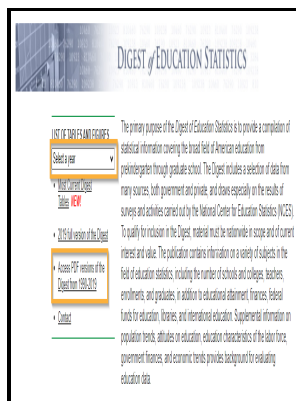 DIGEST of EDUCATION STATISTICS
LIST OF TABLES AND FIGURES
Select a year
Most Current Digest
Tables NEW!
2019 full version of the Digest
Access PDF versions of the
Digest from 1990-2019
Contact
The primary purpose of the Digest of Education Statistics is to provide a compilation of
statistical information covering the broad field of American education from
prekindergarten through graduate school. The Digest includes a selection of data from
many sources, both government and private, and draws especially on the results of
surveys and activities carried out by the National Center for Education Statistics (NCES).
To qualify for inclusion in the Digest, material must be nationwide in scope and of current
interest and value. The publication contains information on a variety of subjects in the
field of education statistics, including the number of schools and colleges, teachers,
enrollments, and graduates, in addition to educational attainment, finances, federal
funds for education, libraries, and international education. Supplemental information on
population trends, attitudes on education, education characteristics of the labor force,
government finances, and economic trends provides background for evaluating
education data.